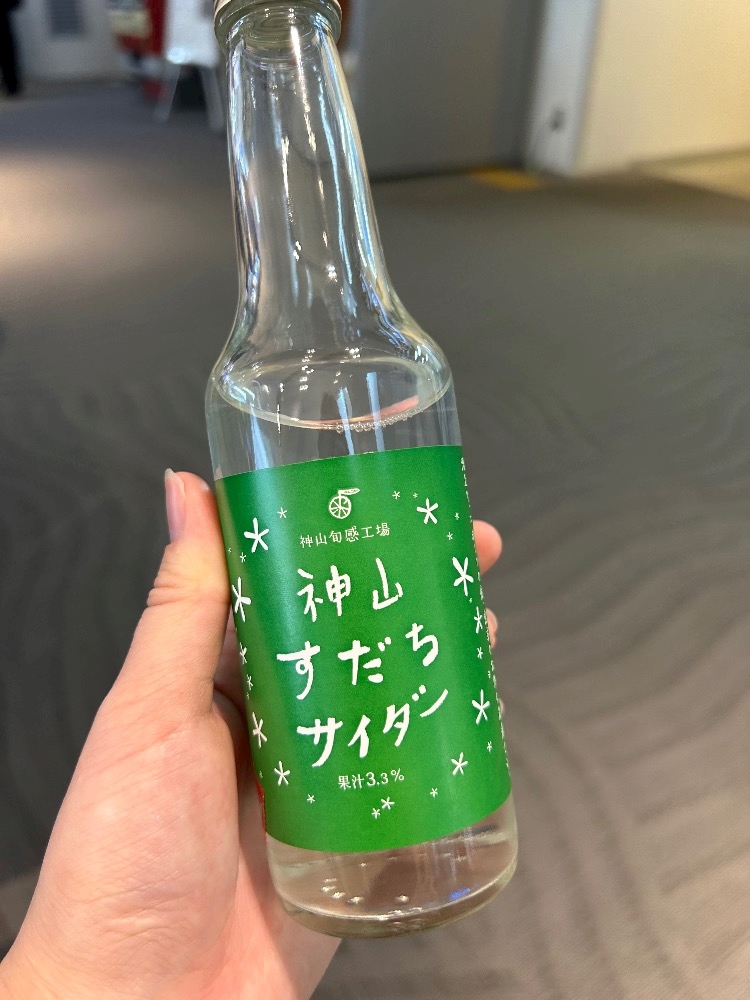 神山旬感工場
神山
すだち
サイダー
果汁3.3%